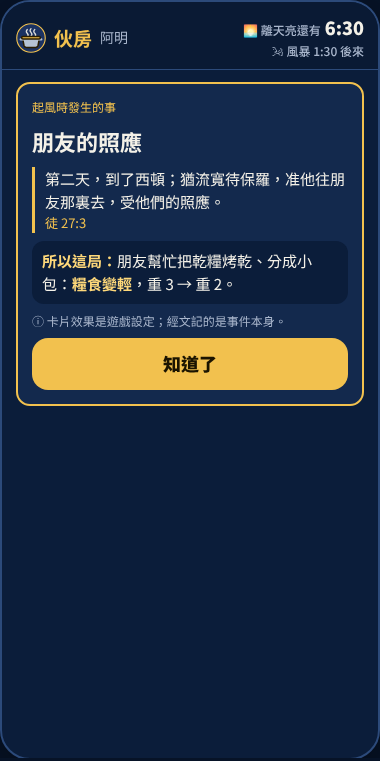 伙房 阿明
離天亮還有 6:30
風暴 1:30 後來
起風時發生的事
朋友的照應
第二天，到了西頓；猶流寬待保羅，准他往朋
友那裏去，受他們的照應。
徒 27:3
所以這局：朋友幫忙把乾糧烤乾、分成小
包：糧食變輕，重 3 → 重 2。
ⓘ 卡片效果是遊戲設定；經文記的是事件本身。
知道了